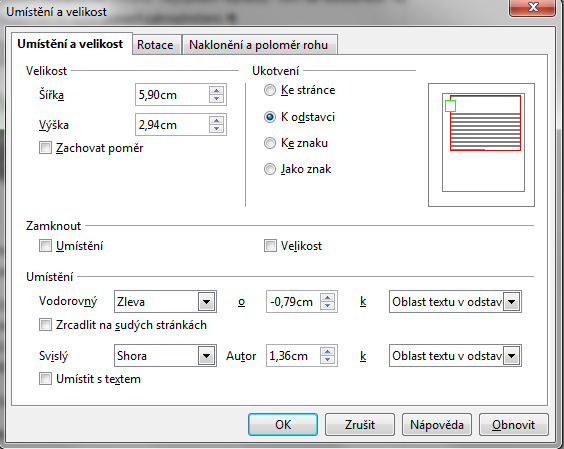 Umístění a velikost
Umístění a velikost Rotace Naklonění a poloměr rohu
Velikost Ukotvení
Šířka 5,90cm Ke stránce
Výška 2,94cm K odstavci
Zachovat poměr Ke znaku
Jako znak
Zamknout
Umístění Velikost
Umístění
Vodorovný Zleva o -0,79cm k Oblast textu v odstav
Zrcadlit na sudých stránkách
Svislý Shora Autor 1,36cm k Oblast textu v odstav
Umístit s textem
OK Zrušit Nápověda Obnovit